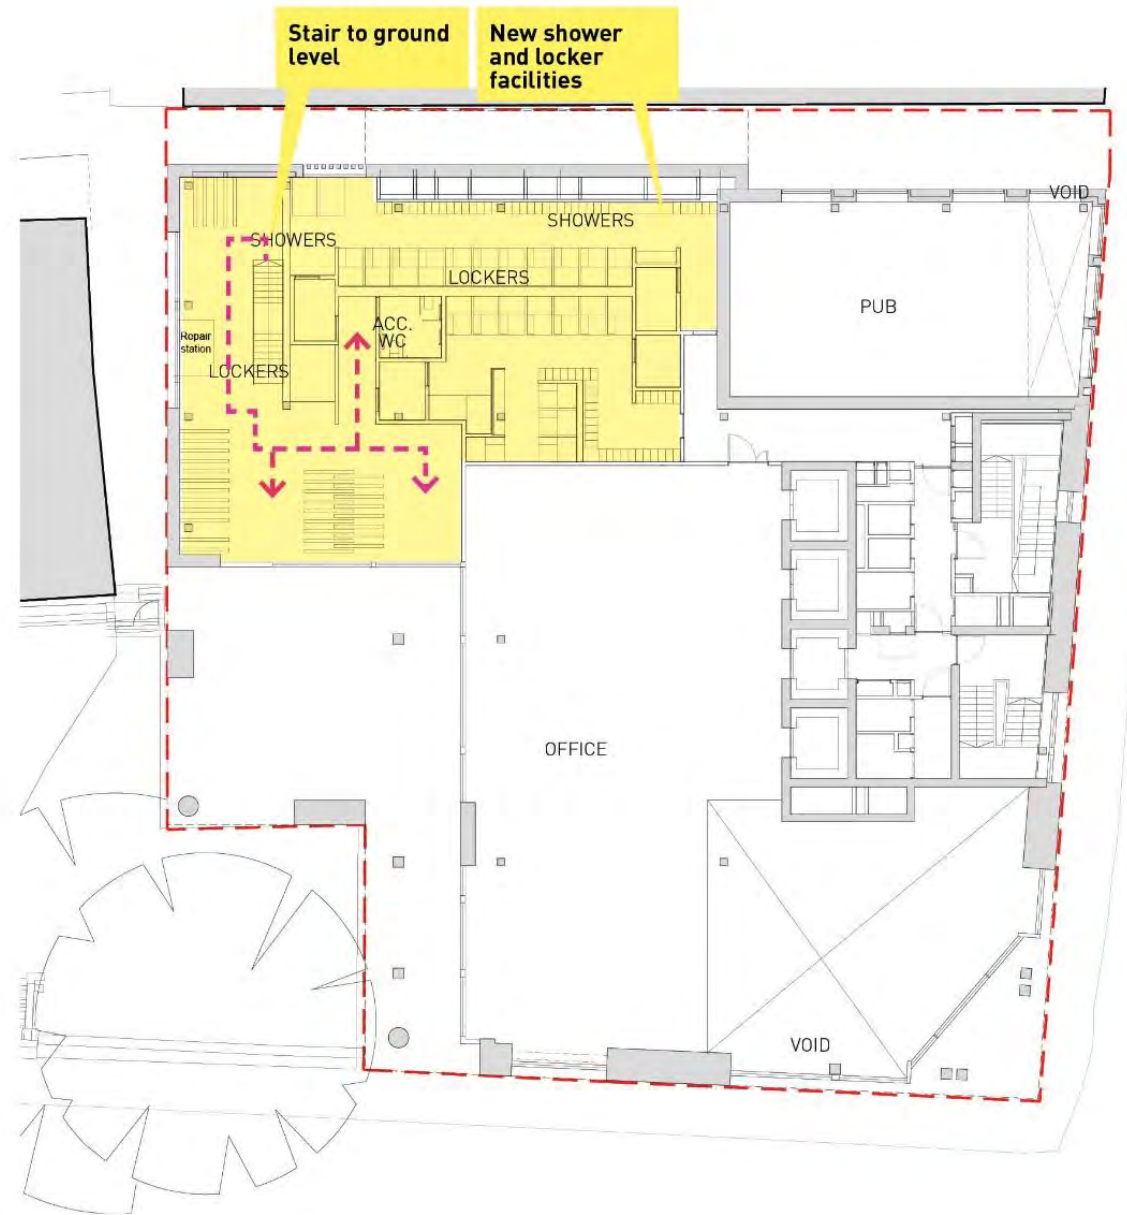 Stair to ground
level
New shower
and locker
facilities
VOID
SHOWERS
SHOWERS
LOCKERS
PUB
ACC.
WC
Repair
station
LOCKERS
OFFICE
VOID